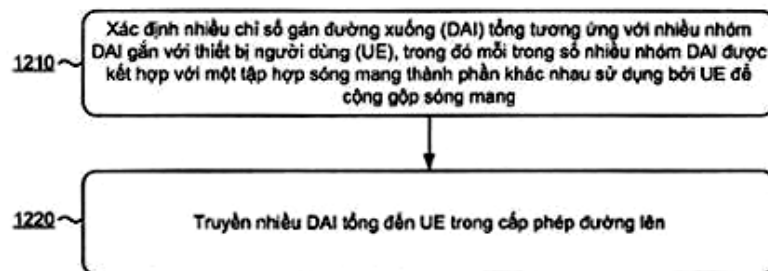 Xác định nhiều chỉ số gán đường xuống (DAI) tổng tương ứng với nhiều nhóm
DAI gắn với thiết bị người dùng (UE), trong đó mỗi trong số nhiều nhóm DAI được
1210
kết hợp với một tập hợp sóng mang thành phần khác nhau sử dụng bởi UE để
cộng gộp sóng mang
1220
Truyền nhiều DAI tổng đến UE trong cấp phép đường lên